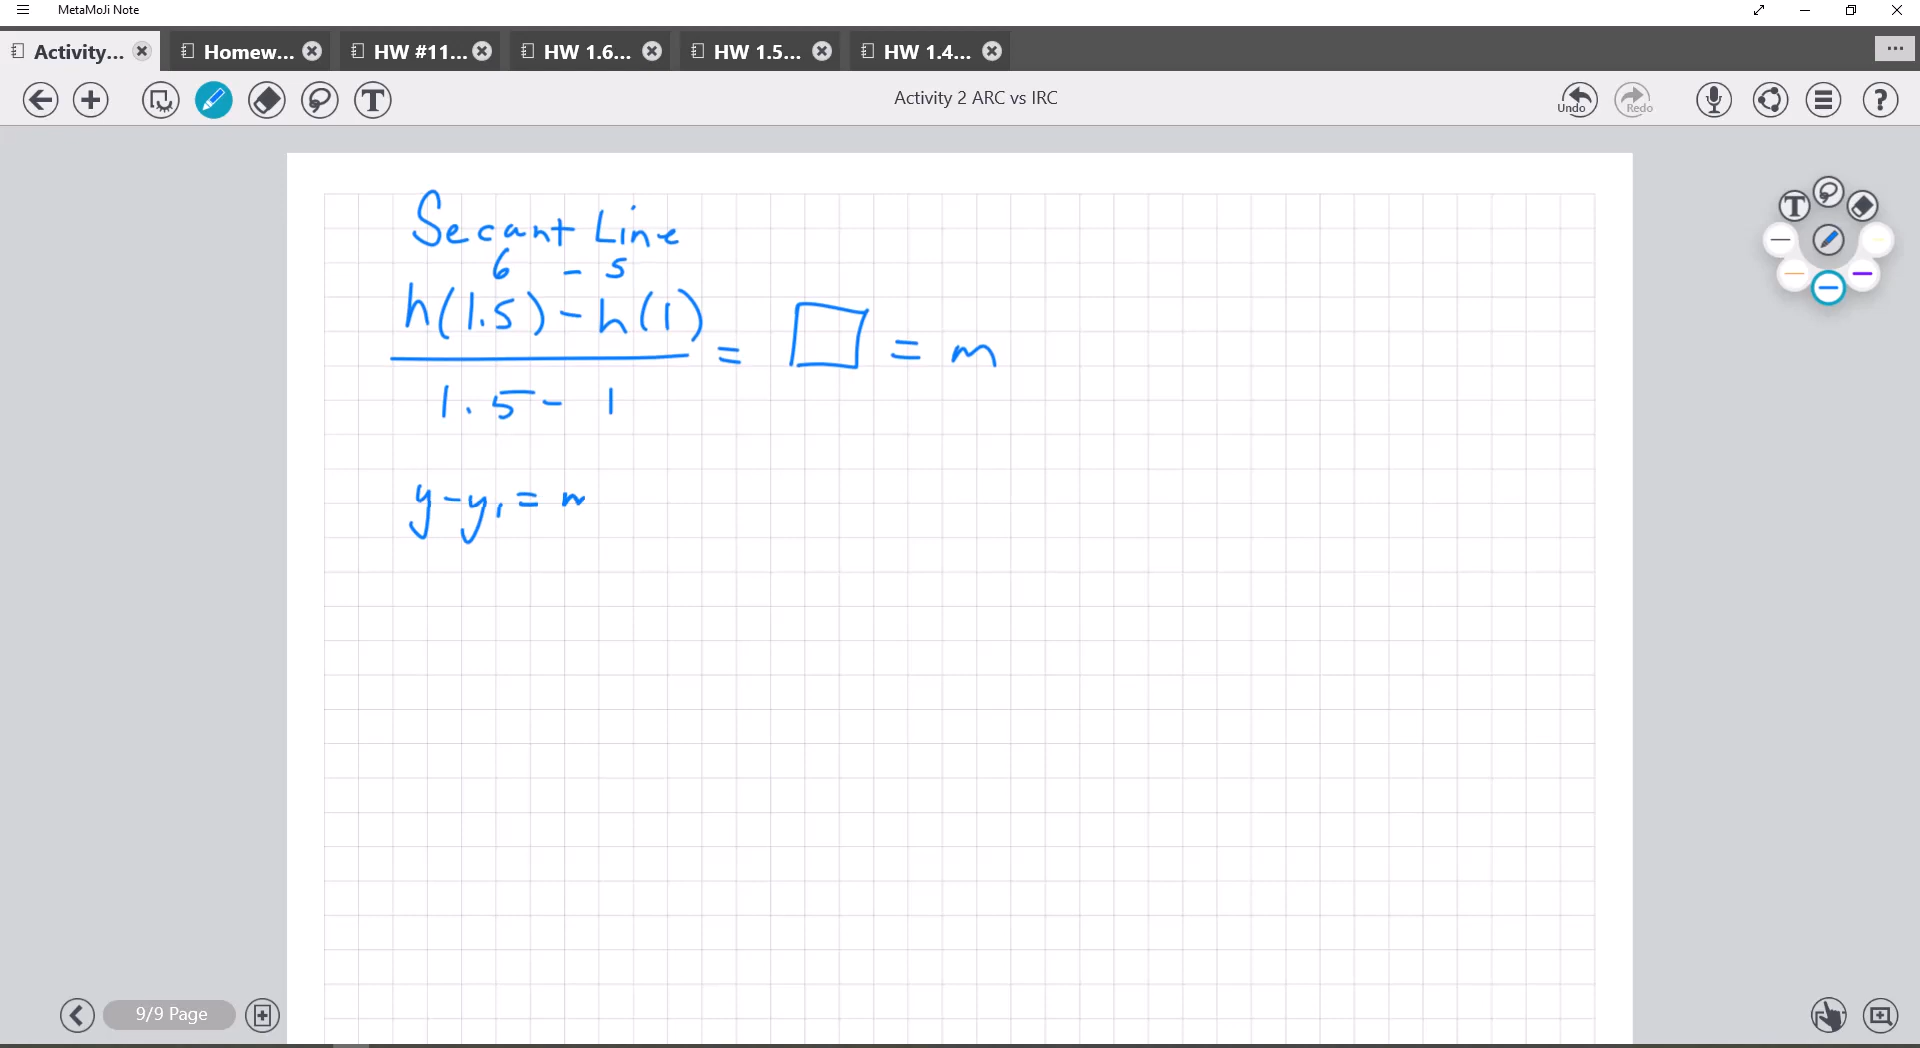 MetaMoJi Note
Activity... Homew... HW #11... HW 1.6... HW 1.5... HW 1.4...
T Activity 2 ARC vs IRC Undo Redo ?
T
Secant Line
6 - 5
h(1.5) - h(1)
= □ = m
1.5 - 1
y - y₁ = m
9/9 Page